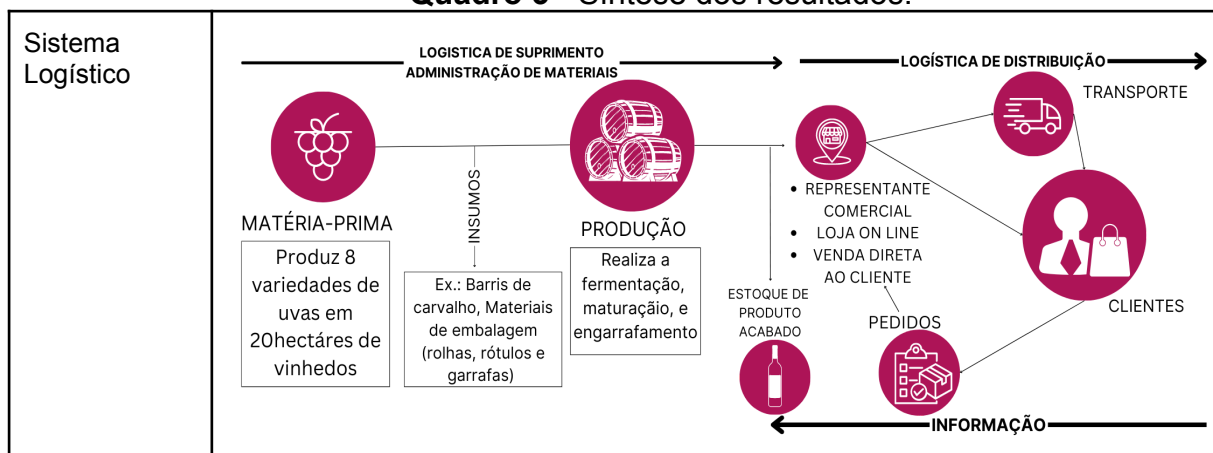 Síntese dos resultados.
Sistema
Logístico
LOGISTICA DE SUPRIMENTO
ADMINISTRAÇÃO DE MATERIAIS
LOGÍSTICA DE DISTRIBUIÇÃO
TRANSPORTE
MATÉRIA-PRIMA
Produz 8
variedades de
uvas em
20hectáres de
vinhedos
INSUMOS
Ex.: Barris de
carvalho, Materiais
de embalagem
(rolhas, rótulos e
garrafas)
PRODUÇÃO
Realiza a
fermentação,
maturaçãio, e
engarrafamento
ESTOQUE DE
PRODUTO
ACABADO
• REPRESENTANTE
COMERCIAL
• LOJA ON LINE
• VENDA DIRETA
AO CLIENTE
PEDIDOS
CLIENTES
INFORMAÇÃO